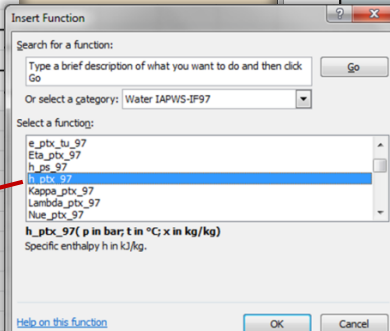 Insert Function
Search for a function:
Type a brief description of what you want to do and then click
Go
Go
Or select a category: Water IAPWS-IF97
Select a function:
e_ptx_tu_97
Eta_ptx_97
h_ps_97
h_ptx_97
Kappa_ptx_97
Lambda_ptx_97
Nue_ptx_97
h_ptx_97( p in bar; t in °C; x in kg/kg)
Specific enthalpy h in kJ/kg.
Help on this function
OK Cancel